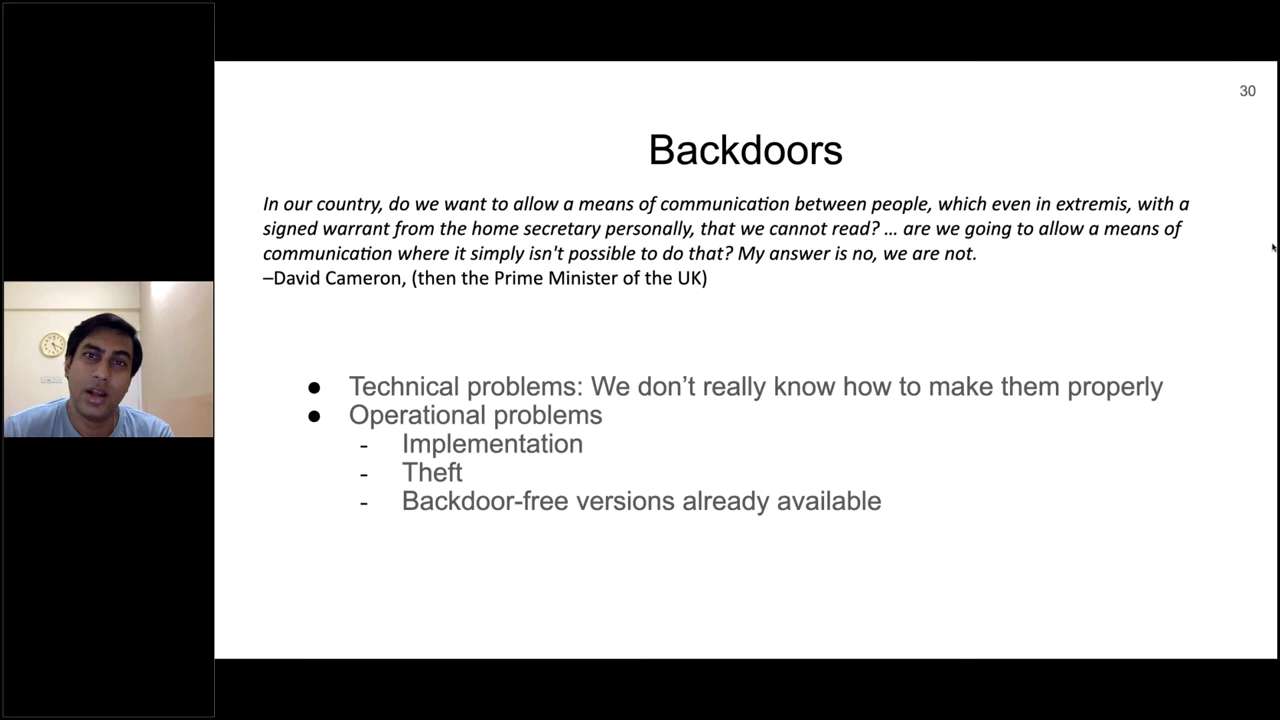 30
Backdoors
In our country, do we want to allow a means of communication between people, which even in extremis, with a
signed warrant from the home secretary personally, that we cannot read? ... are we going to allow a means of
communication where it simply isn't possible to do that? My answer is no, we are not.
–David Cameron, (then the Prime Minister of the UK)
● Technical problems: We don’t really know how to make them properly
● Operational problems
- Implementation
- Theft
- Backdoor-free versions already available